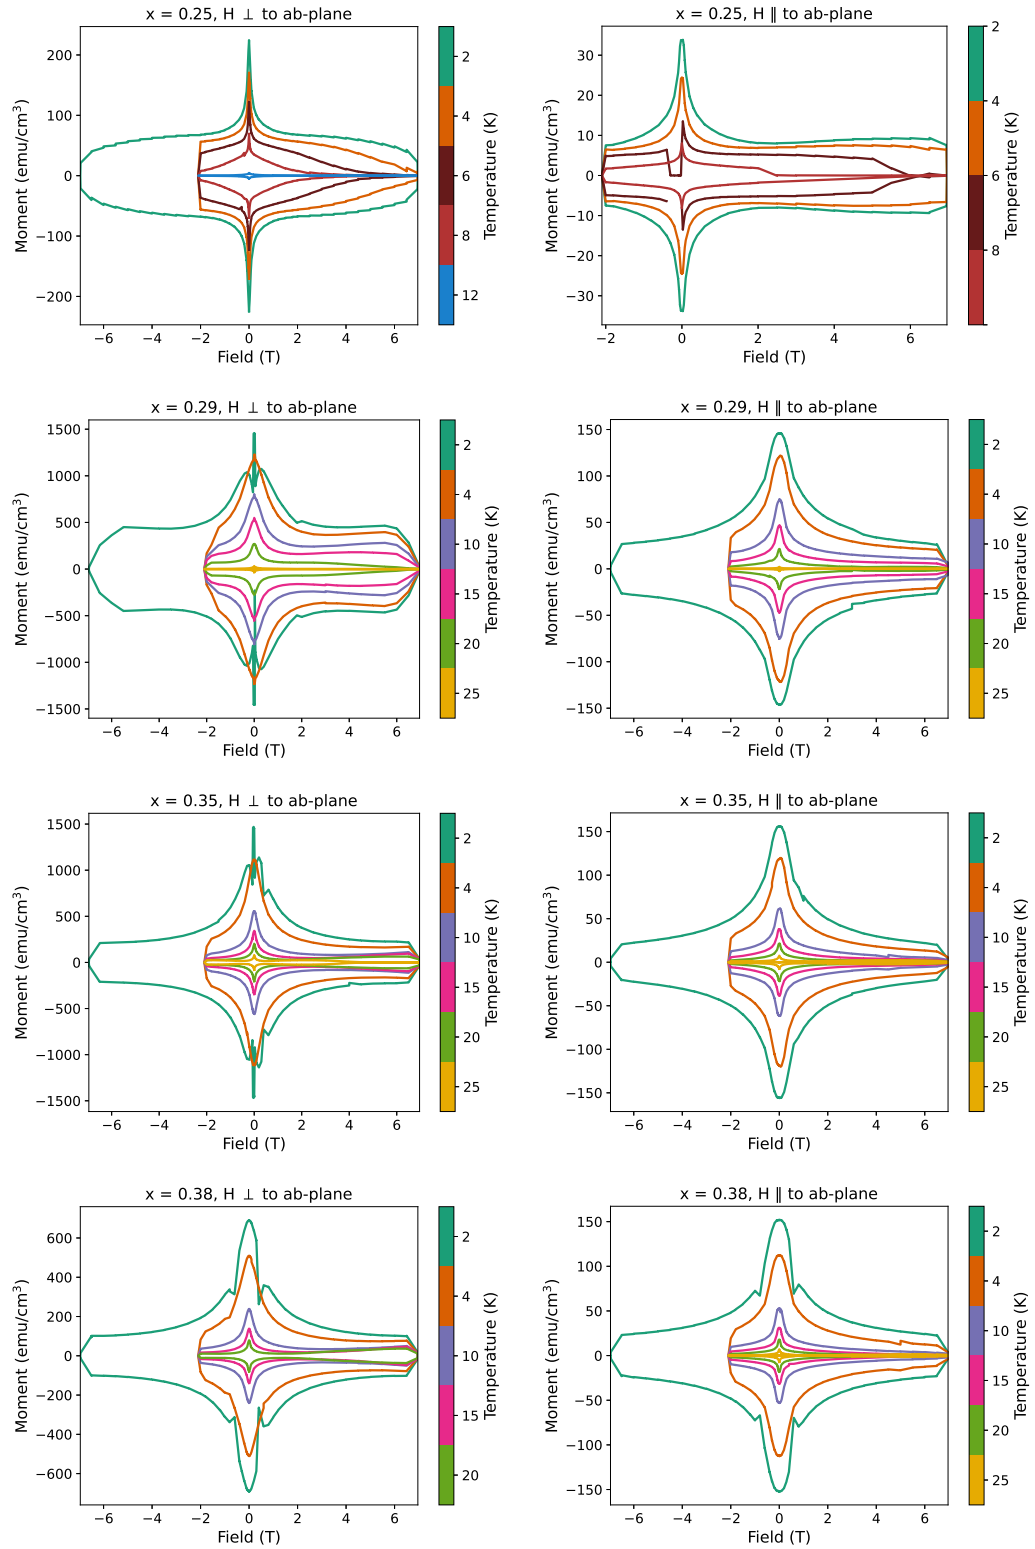 x = 0.25, H ⊥ to ab-plane
Moment (emu/cm³)
200
100
0
−100
−200
−6 −4 −2 0 2 4 6
Field (T)
2
4
6
8
12
Temperature (K)
x = 0.25, H ∥ to ab-plane
Moment (emu/cm³)
30
20
10
0
−10
−20
−30
−2 0 2 4 6
Field (T)
2
4
6
8
Temperature (K)
x = 0.29, H ⊥ to ab-plane
Moment (emu/cm³)
1500
1000
500
0
−500
−1000
−1500
−6 −4 −2 0 2 4 6
Field (T)
2
4
10
15
20
25
Temperature (K)
x = 0.29, H ∥ to ab-plane
Moment (emu/cm³)
150
100
50
0
−50
−100
−150
−6 −4 −2 0 2 4 6
Field (T)
2
4
10
15
20
25
Temperature (K)
x = 0.35, H ⊥ to ab-plane
Moment (emu/cm³)
1500
1000
500
0
−500
−1000
−1500
−6 −4 −2 0 2 4 6
Field (T)
2
4
10
15
20
25
Temperature (K)
x = 0.35, H ∥ to ab-plane
Moment (emu/cm³)
150
100
50
0
−50
−100
−150
−6 −4 −2 0 2 4 6
Field (T)
2
4
10
15
20
25
Temperature (K)
x = 0.38, H ⊥ to ab-plane
Moment (emu/cm³)
600
400
200
0
−200
−400
−600
−6 −4 −2 0 2 4 6
Field (T)
2
4
10
15
20
Temperature (K)
x = 0.38, H ∥ to ab-plane
Moment (emu/cm³)
150
100
50
0
−50
−100
−150
−6 −4 −2 0 2 4 6
Field (T)
2
4
10
15
20
25
Temperature (K)